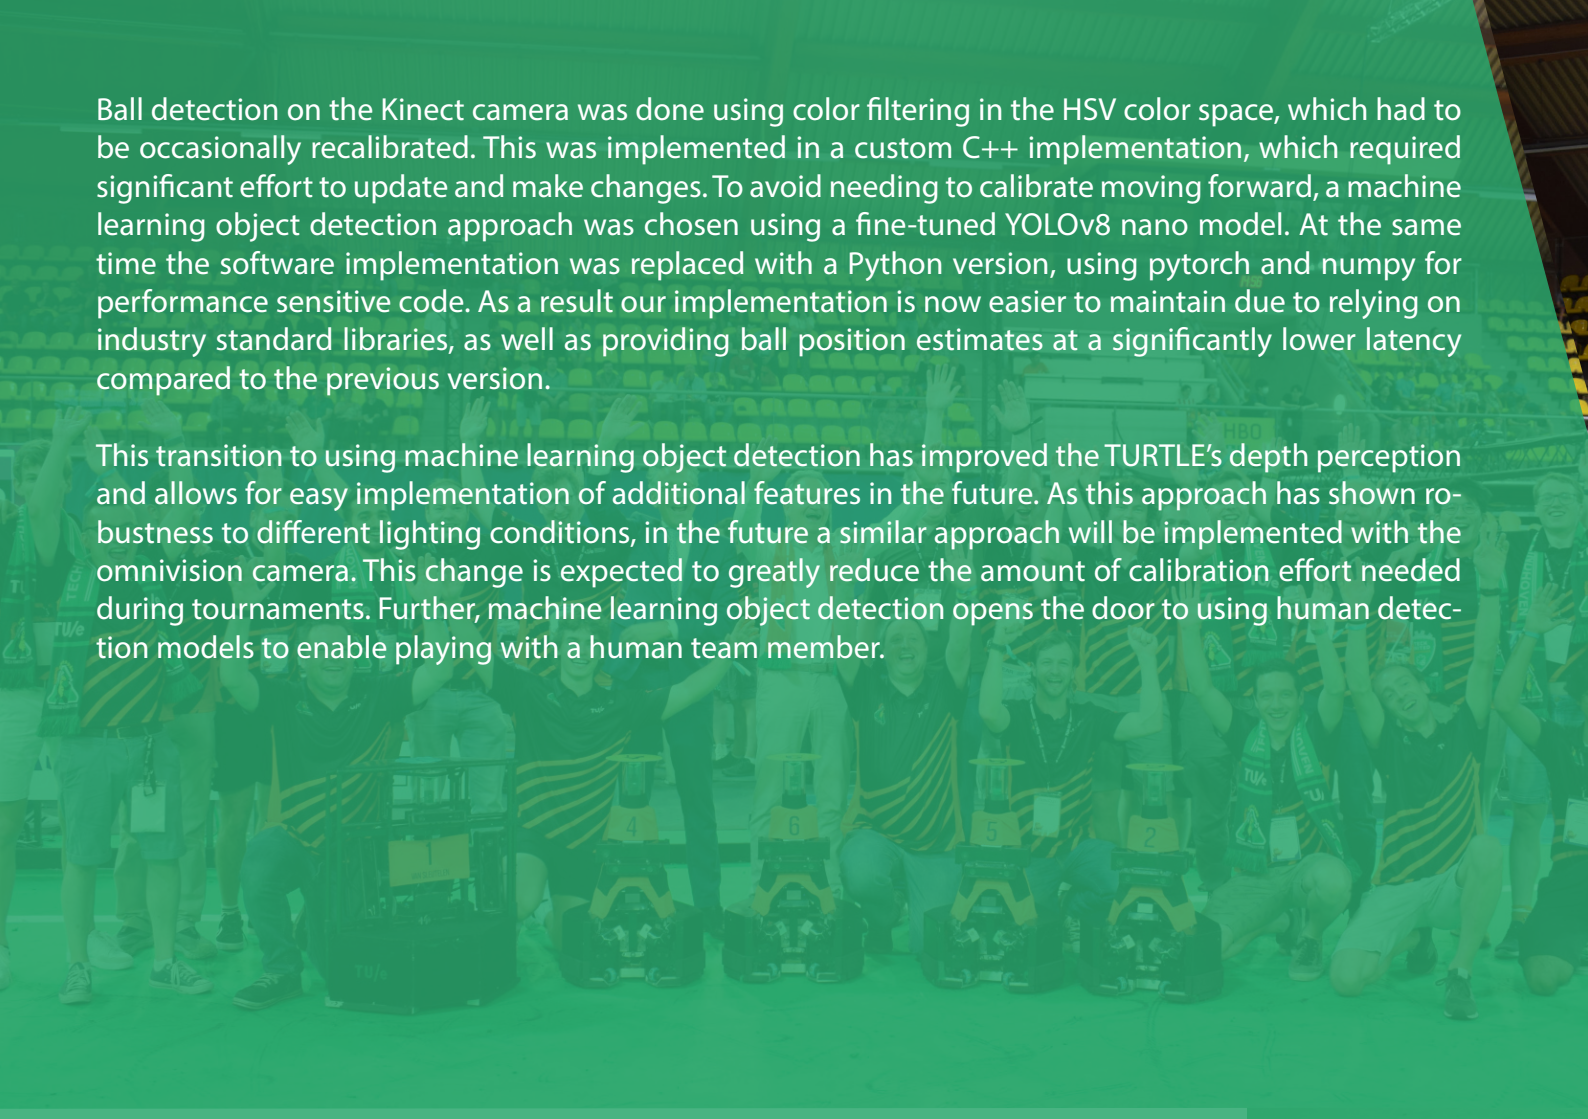 Ball detection on the Kinect camera was done using color filtering in the HSV color space, which had to
be occasionally recalibrated. This was implemented in a custom C++ implementation, which required
significant effort to update and make changes. To avoid needing to calibrate moving forward, a machine
learning object detection approach was chosen using a fine-tuned YOLOv8 nano model. At the same
time the software implementation was replaced with a Python version, using pytorch and numpy for
performance sensitive code. As a result our implementation is now easier to maintain due to relying on
industry standard libraries, as well as providing ball position estimates at a significantly lower latency
compared to the previous version.
This transition to using machine learning object detection has improved the TURTLE’s depth perception
and allows for easy implementation of additional features in the future. As this approach has shown ro-
bustness to different lighting conditions, in the future a similar approach will be implemented with the
omnivision camera. This change is expected to greatly reduce the amount of calibration effort needed
during tournaments. Further, machine learning object detection opens the door to using human detec-
tion models to enable playing with a human team member.
HBO
TU/e
TU/e
4
6
5
2
1
TU/e